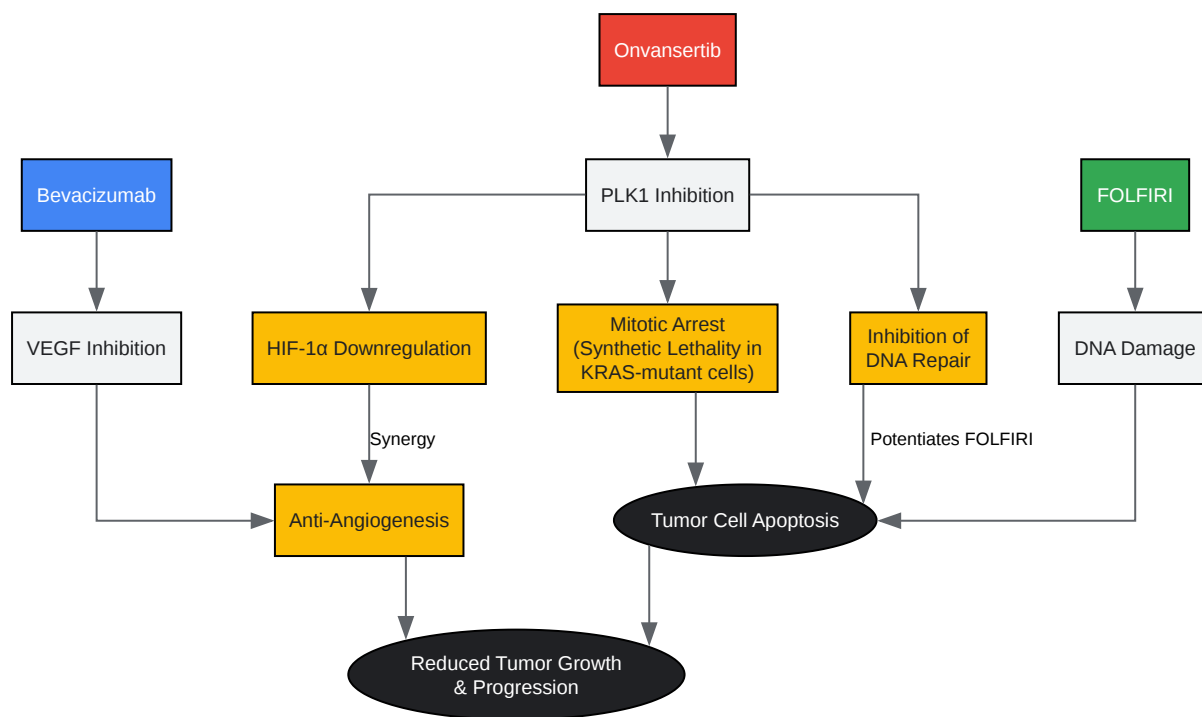 Onvansertib
Bevacizumab
PLK1 Inhibition
FOLFIRI
VEGF Inhibition
HIF-1α Downregulation
Mitotic Arrest
(Synthetic Lethality in
KRAS-mutant cells)
Inhibition of
DNA Repair
DNA Damage
Synergy
Potentiates FOLFIRI
Anti-Angiogenesis
Tumor Cell Apoptosis
Reduced Tumor Growth
& Progression